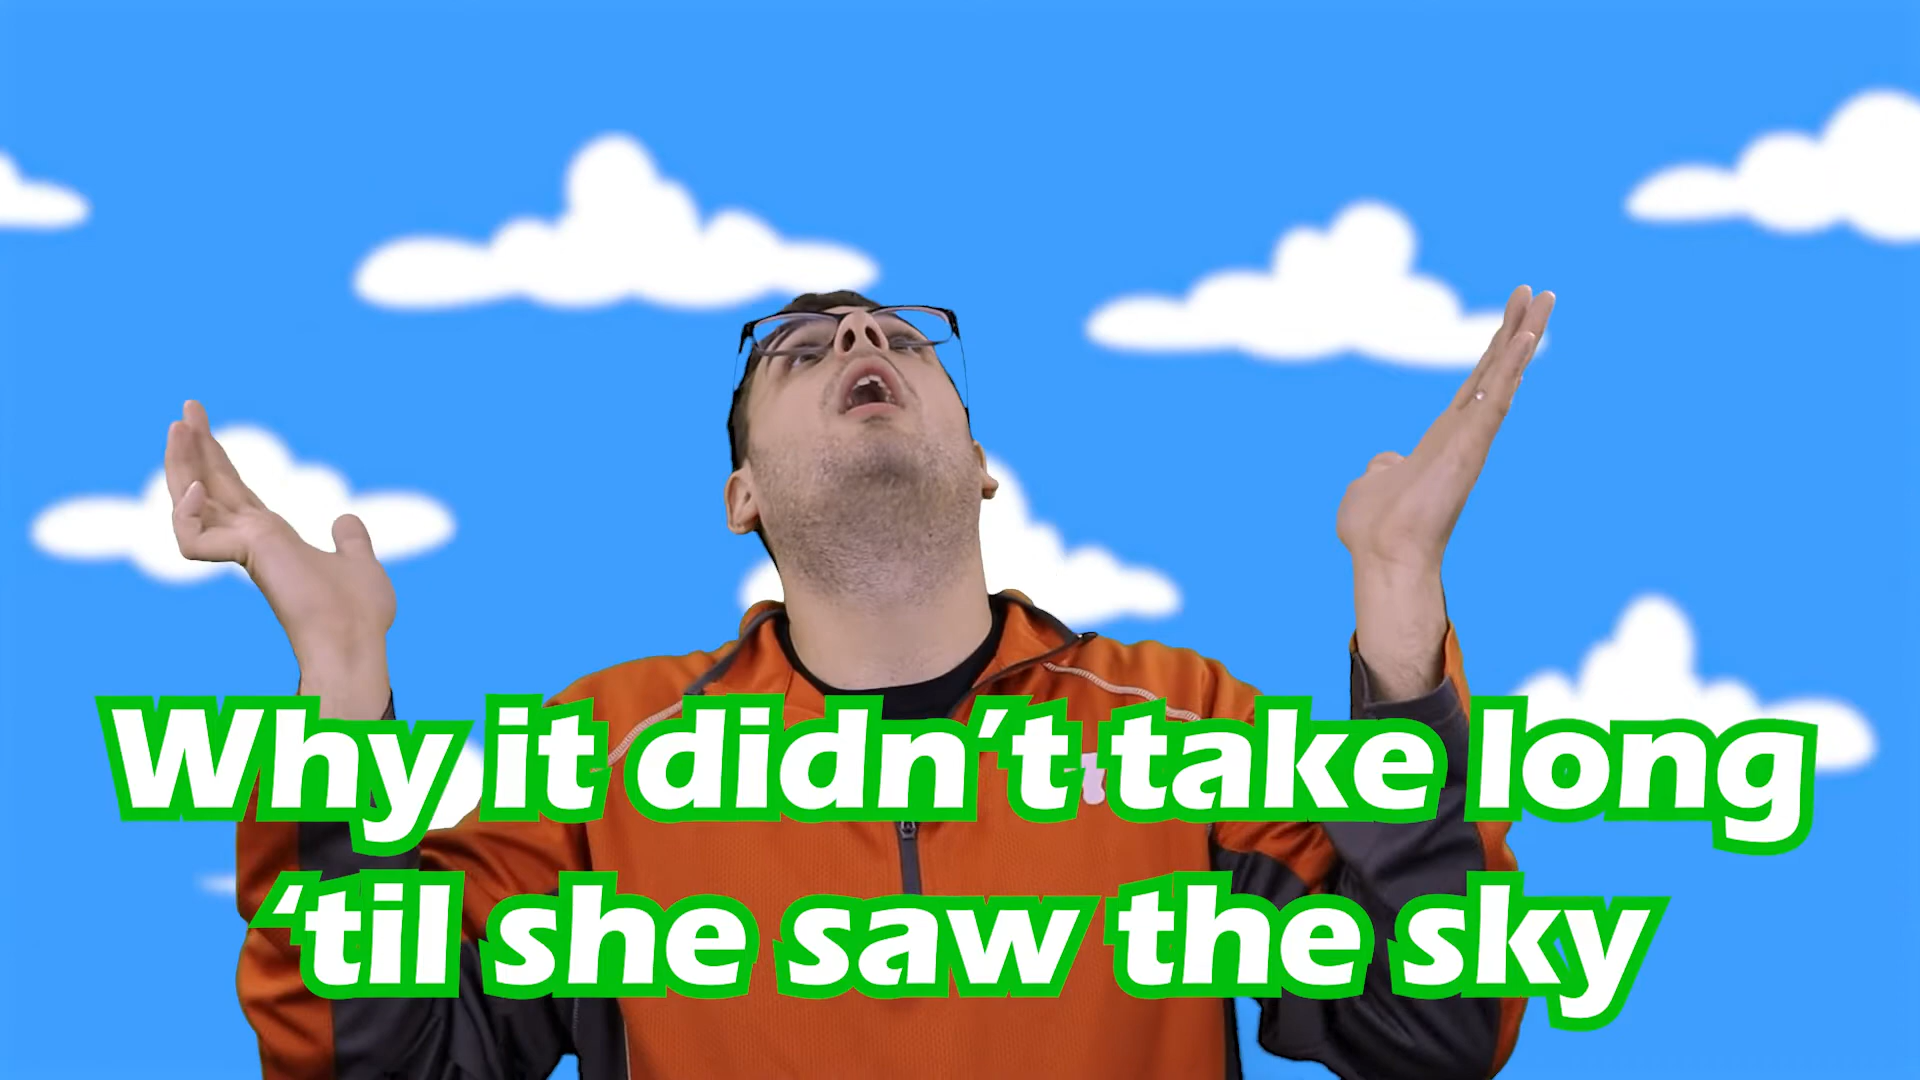 Why it didn’t take long
‘til she saw the sky